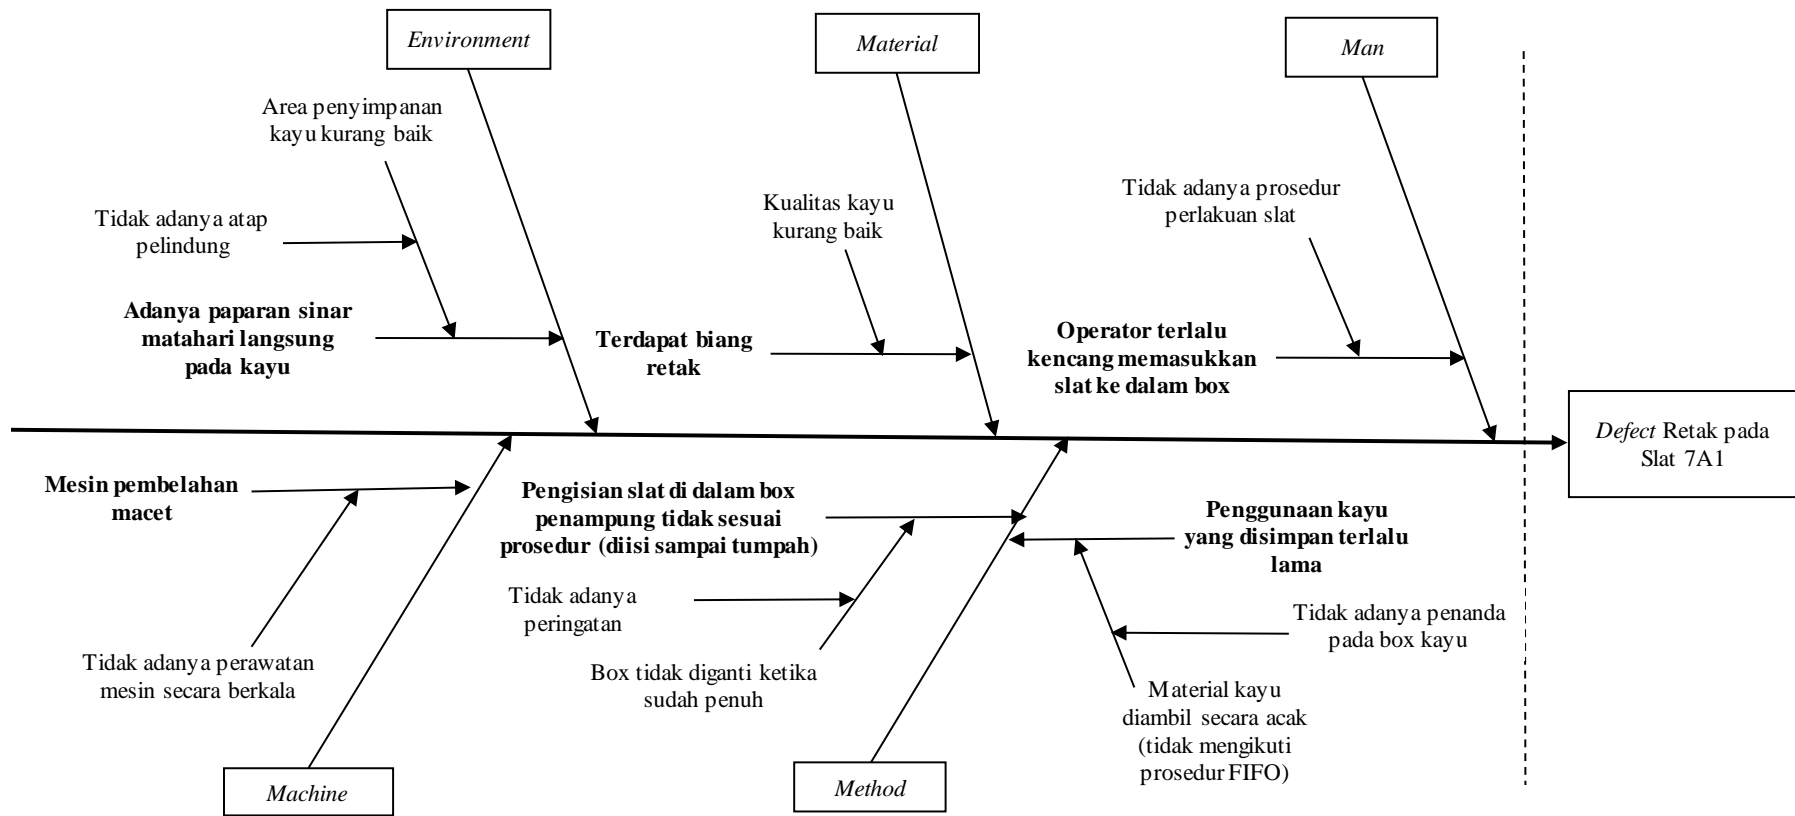 Environment
Material
Man
Area penyimpanan
kayu kurang baik
Tidak adanya atap
pelindung
Adanya paparan sinar
matahari langsung
pada kayu
Kualitas kayu
kurang baik
Terdapat biang
retak
Tidak adanya prosedur
perlakuan slat
Operator terlalu
kencang memasukkan
slat ke dalam box
Defect Retak pada
Slat 7A1
Mesin pembelahan
macet
Tidak adanya perawatan
mesin secara berkala
Machine
Pengisian slat di dalam box
penampung tidak sesuai
prosedur (diisi sampai tumpah)
Tidak adanya
peringatan
Box tidak diganti ketika
sudah penuh
Penggunaan kayu
yang disimpan terlalu
lama
Tidak adanya penanda
pada box kayu
Material kayu
diambil secara acak
(tidak mengikuti
prosedur FIFO)
Method